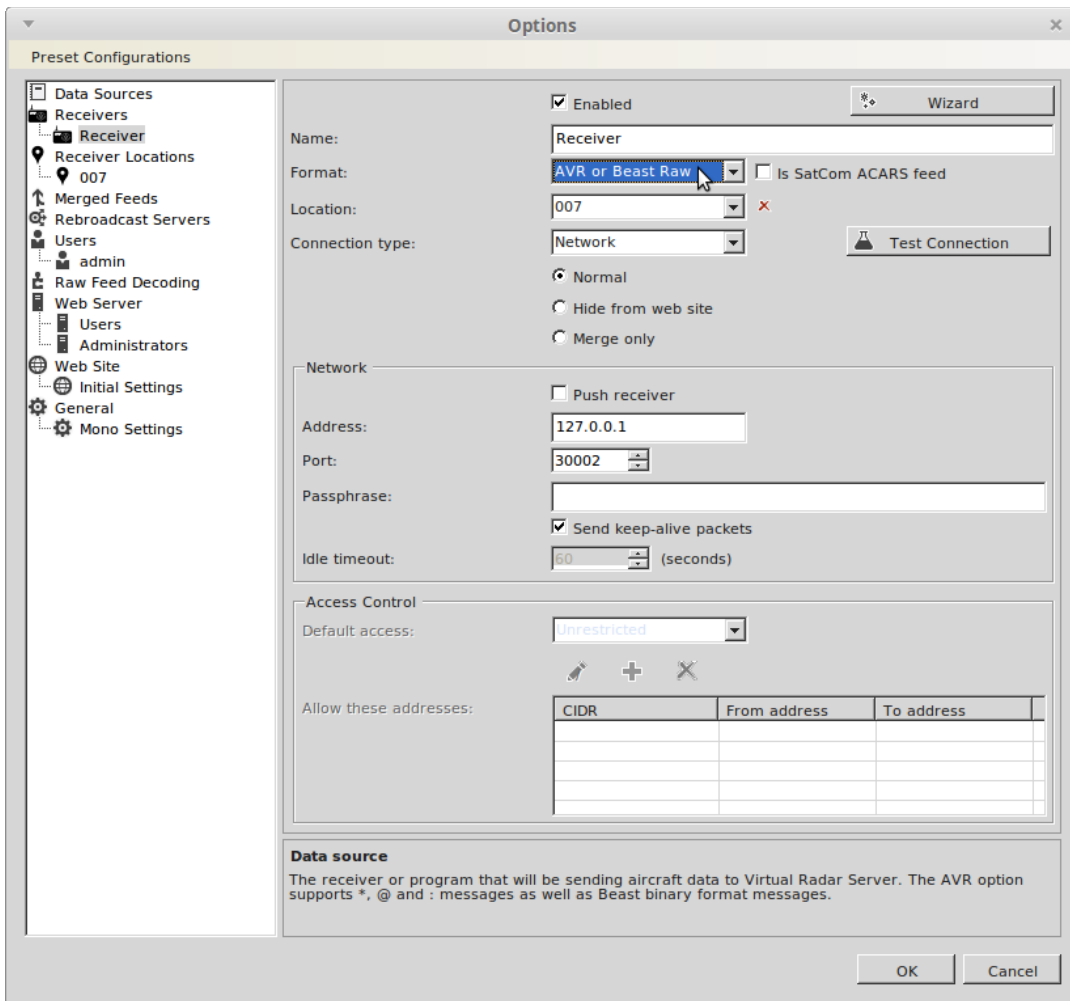 Options
Preset Configurations
Data Sources
Receivers
Receiver
Receiver Locations
007
Merged Feeds
Rebroadcast Servers
Users
admin
Raw Feed Decoding
Web Server
Users
Administrators
Web Site
Initial Settings
General
Mono Settings
Enabled
Wizard
Name: Receiver
Format: AVR or Beast Raw Is SatCom ACARS feed
Location: 007
Connection type: Network Test Connection
Normal
Hide from web site
Merge only
Network
Push receiver
Address: 127.0.0.1
Port: 30002
Passphrase:
Send keep-alive packets
Idle timeout: 60 (seconds)
Access Control
Default access: Unrestricted
Allow these addresses: CIDR From address To address
Data source
The receiver or program that will be sending aircraft data to Virtual Radar Server. The AVR option
supports *, @ and : messages as well as Beast binary format messages.
OK Cancel